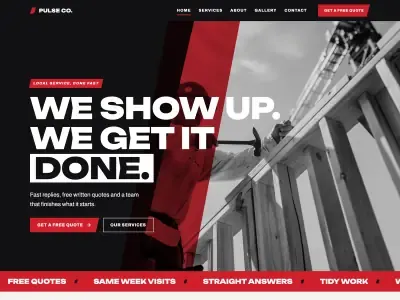 PULSE CO.
HOME SERVICES ABOUT GALLERY CONTACT
GET A FREE QUOTE
LOCAL SERVICE. DONE FAST
WE SHOW UP.
WE GET IT
DONE.
Fast replies, free written quotes and a team
that finishes what it starts.
GET A FREE QUOTE →
OUR SERVICES
FREE QUOTES / SAME WEEK VISITS / STRAIGHT ANSWERS / TIDY WORK / W